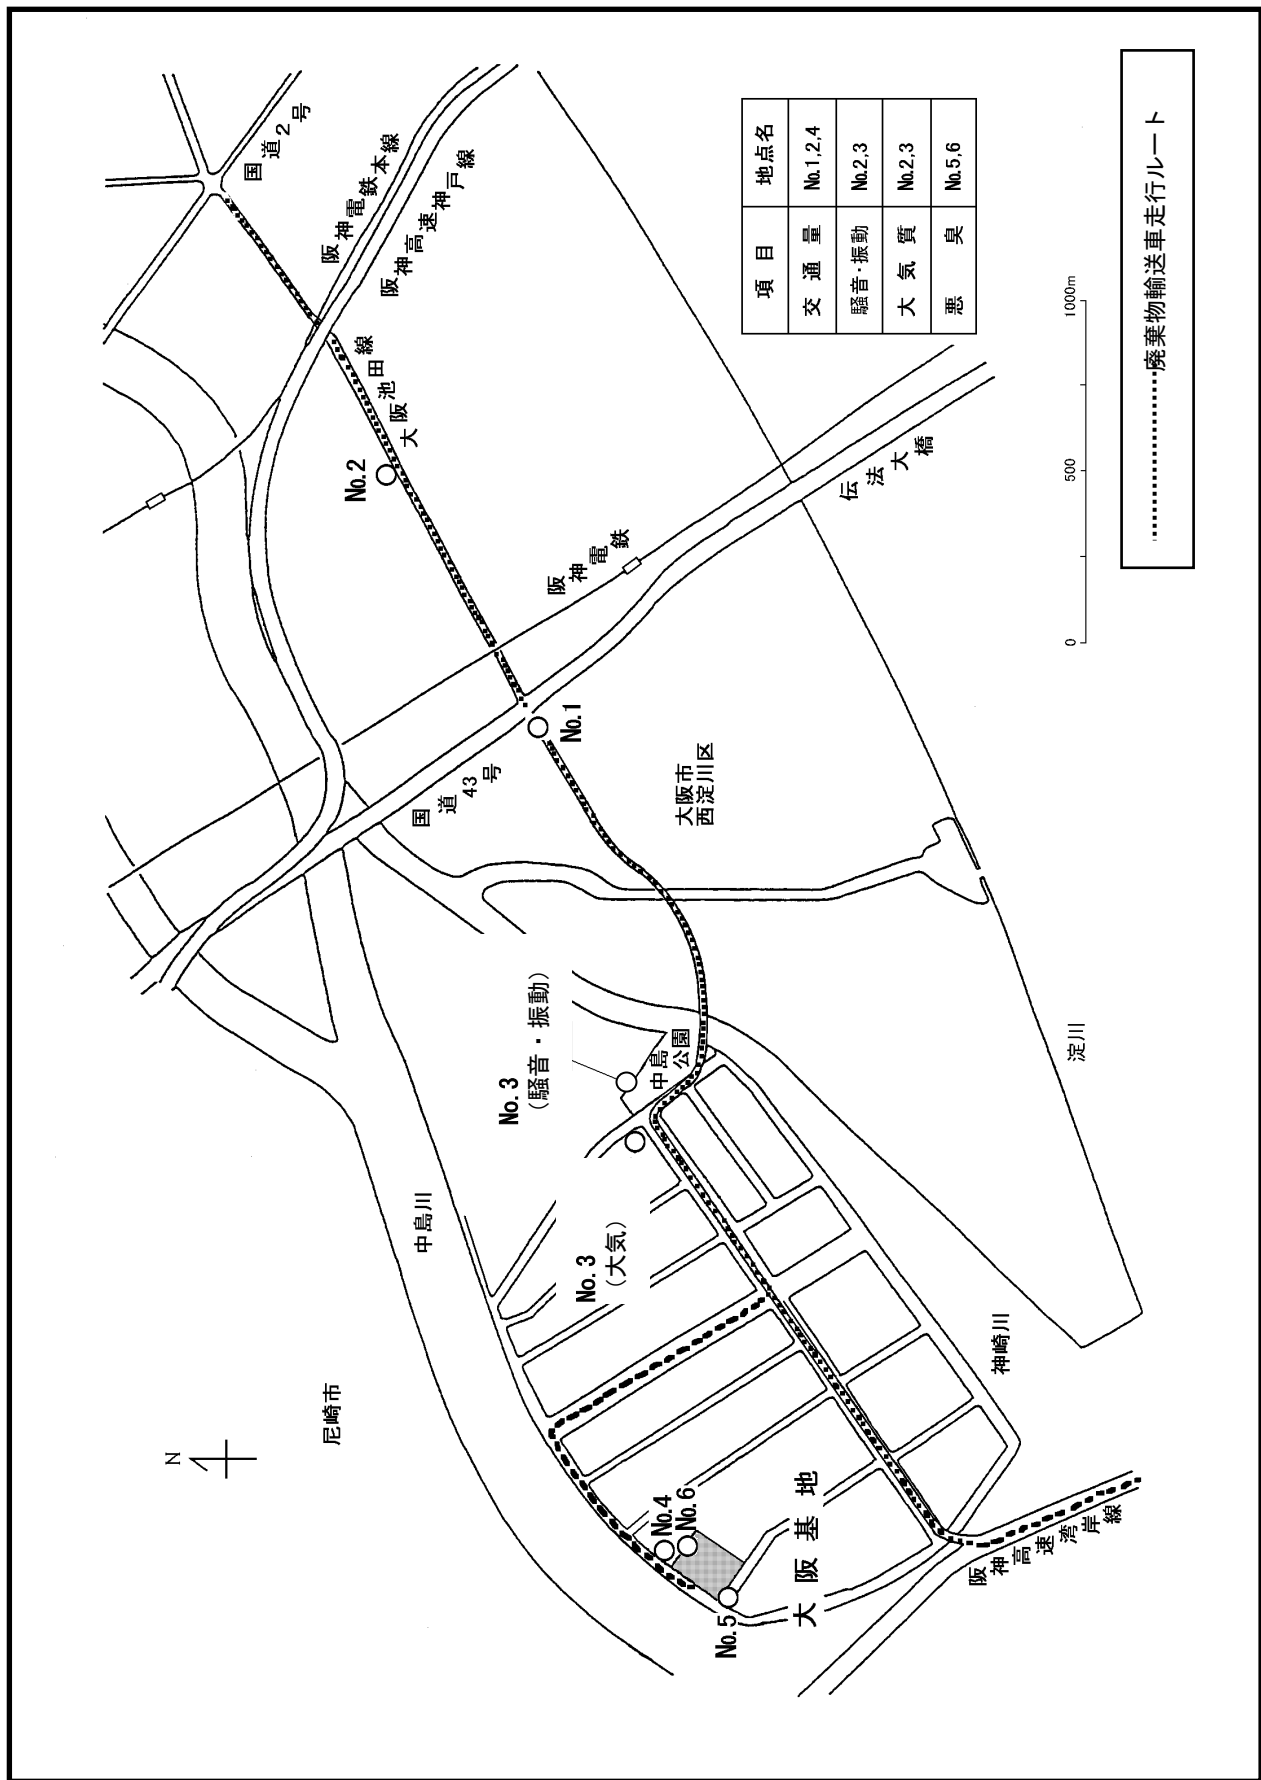 N
尼崎市
中島川
国道2号
阪神電鉄本線
阪神高速神戸線
大阪池田線
No.2
阪神電鉄
伝法大橋
No.1
国道43号
大阪市
西淀川区
No.3
（騒音・振動）
中島
公園
No.3
（大気）
淀川
神崎川
No.4
No.6
No.5
大阪基地
阪神高速湾岸線
項目 地点名
交通量 No.1,2,4
騒音・振動 No.2,3
大気質 No.2,3
悪臭 No.5,6
0 500 1000m
廃棄物輸送車走行ルート